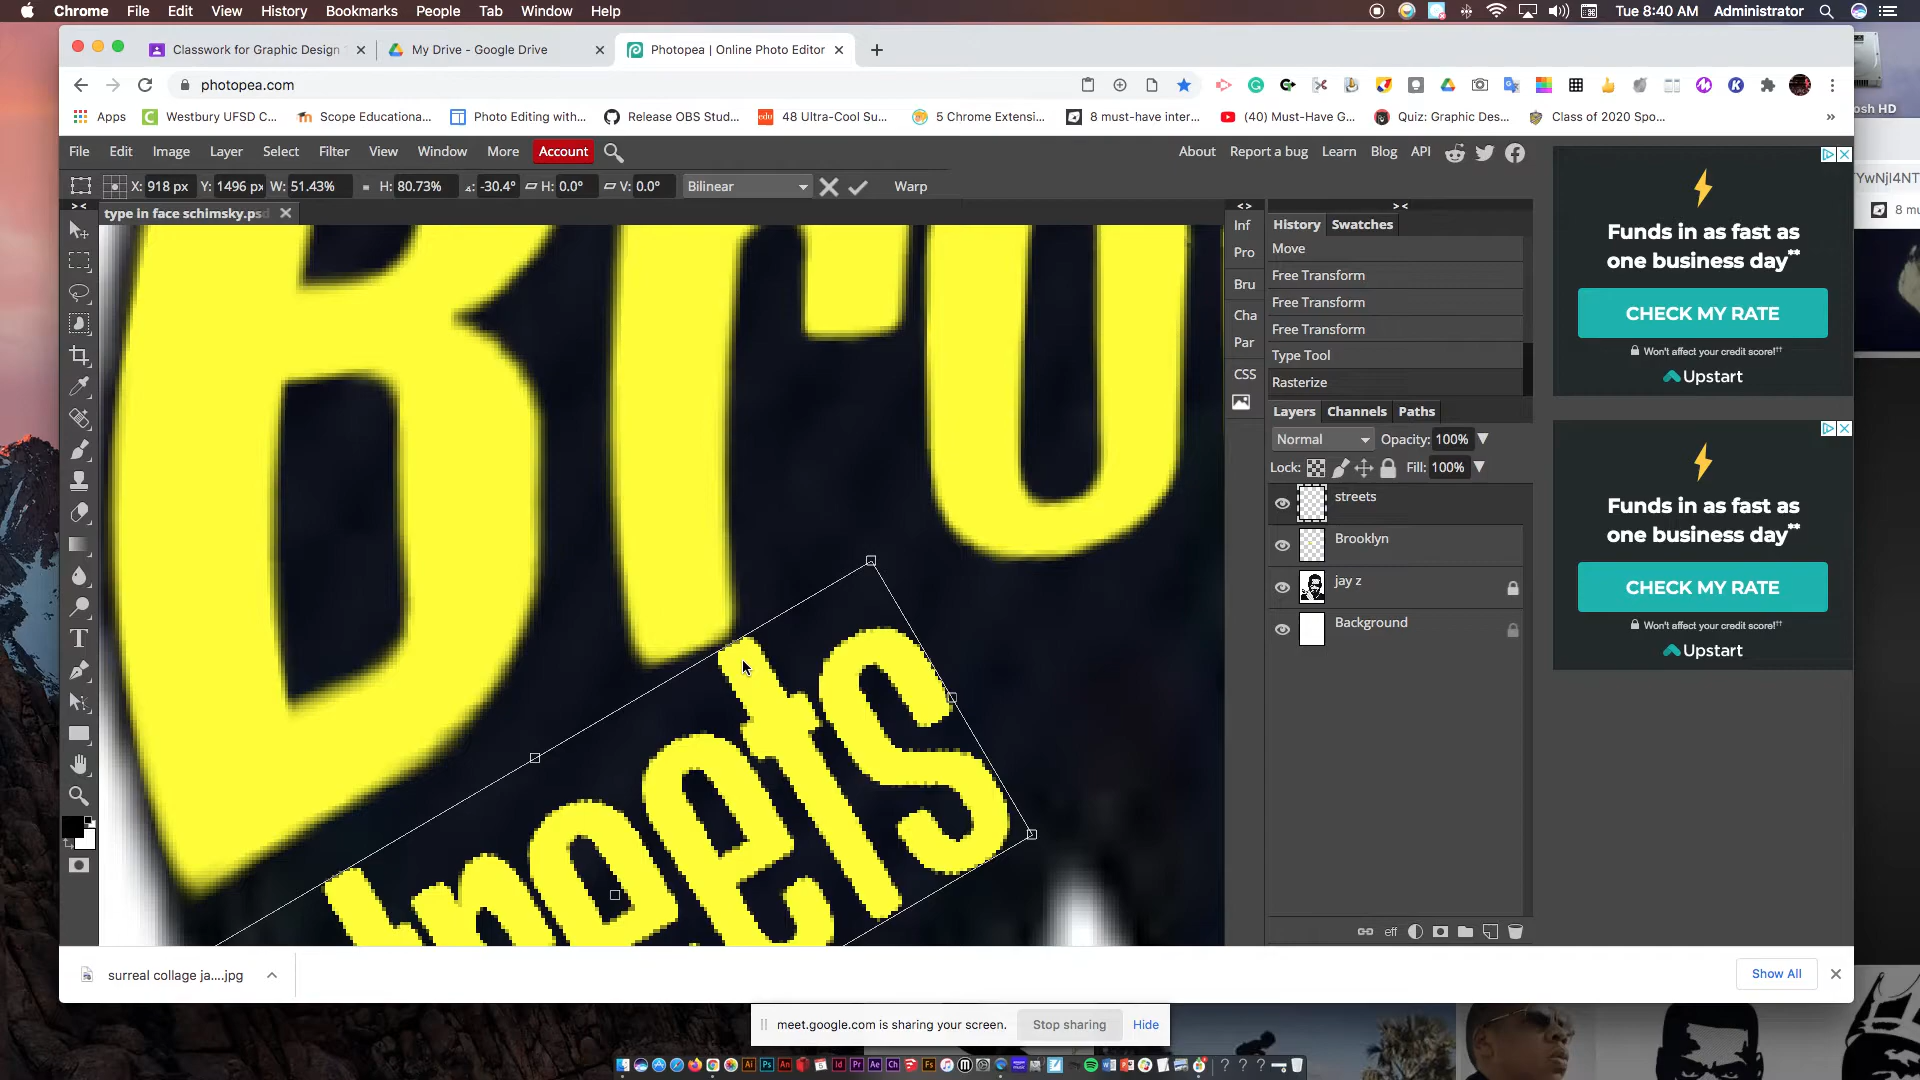 Chrome File Edit View History Bookmarks People Tab Window Help
Tue 8:40 AM Administrator
Classwork for Graphic Design
My Drive - Google Drive
Photopea | Online Photo Editor
photopea.com
Apps
Westbury UFSD C...
Scope Educationa...
Photo Editing with...
Release OBS Stud...
48 Ultra-Cool Su...
5 Chrome Extensi...
8 must-have inter...
(40) Must-Have G...
Quiz: Graphic Des...
Class of 2020 Spo...
»
osh HD
File Edit Image Layer Select Filter View Window More Account
About Report a bug Learn Blog API
X: 918 px Y: 1496 px W: 51.43% H: 80.73% -30.4° H: 0.0° V: 0.0° Bilinear Warp
type in face schimsky.psd
YwNjI4NT
8 mu
Bro
treets
Inf
Pro
Bru
Cha
Par
CSS
History Swatches
Move
Free Transform
Free Transform
Free Transform
Type Tool
Rasterize
Layers Channels Paths
Normal Opacity: 100%
Lock: Fill: 100%
streets
Brooklyn
jay z
Background
eff
Funds in as fast as
one business day**
CHECK MY RATE
Won't affect your credit score!††
Upstart
Funds in as fast as
one business day**
CHECK MY RATE
Won't affect your credit score!††
Upstart
surreal collage ja....jpg
Show All
meet.google.com is sharing your screen. Stop sharing Hide